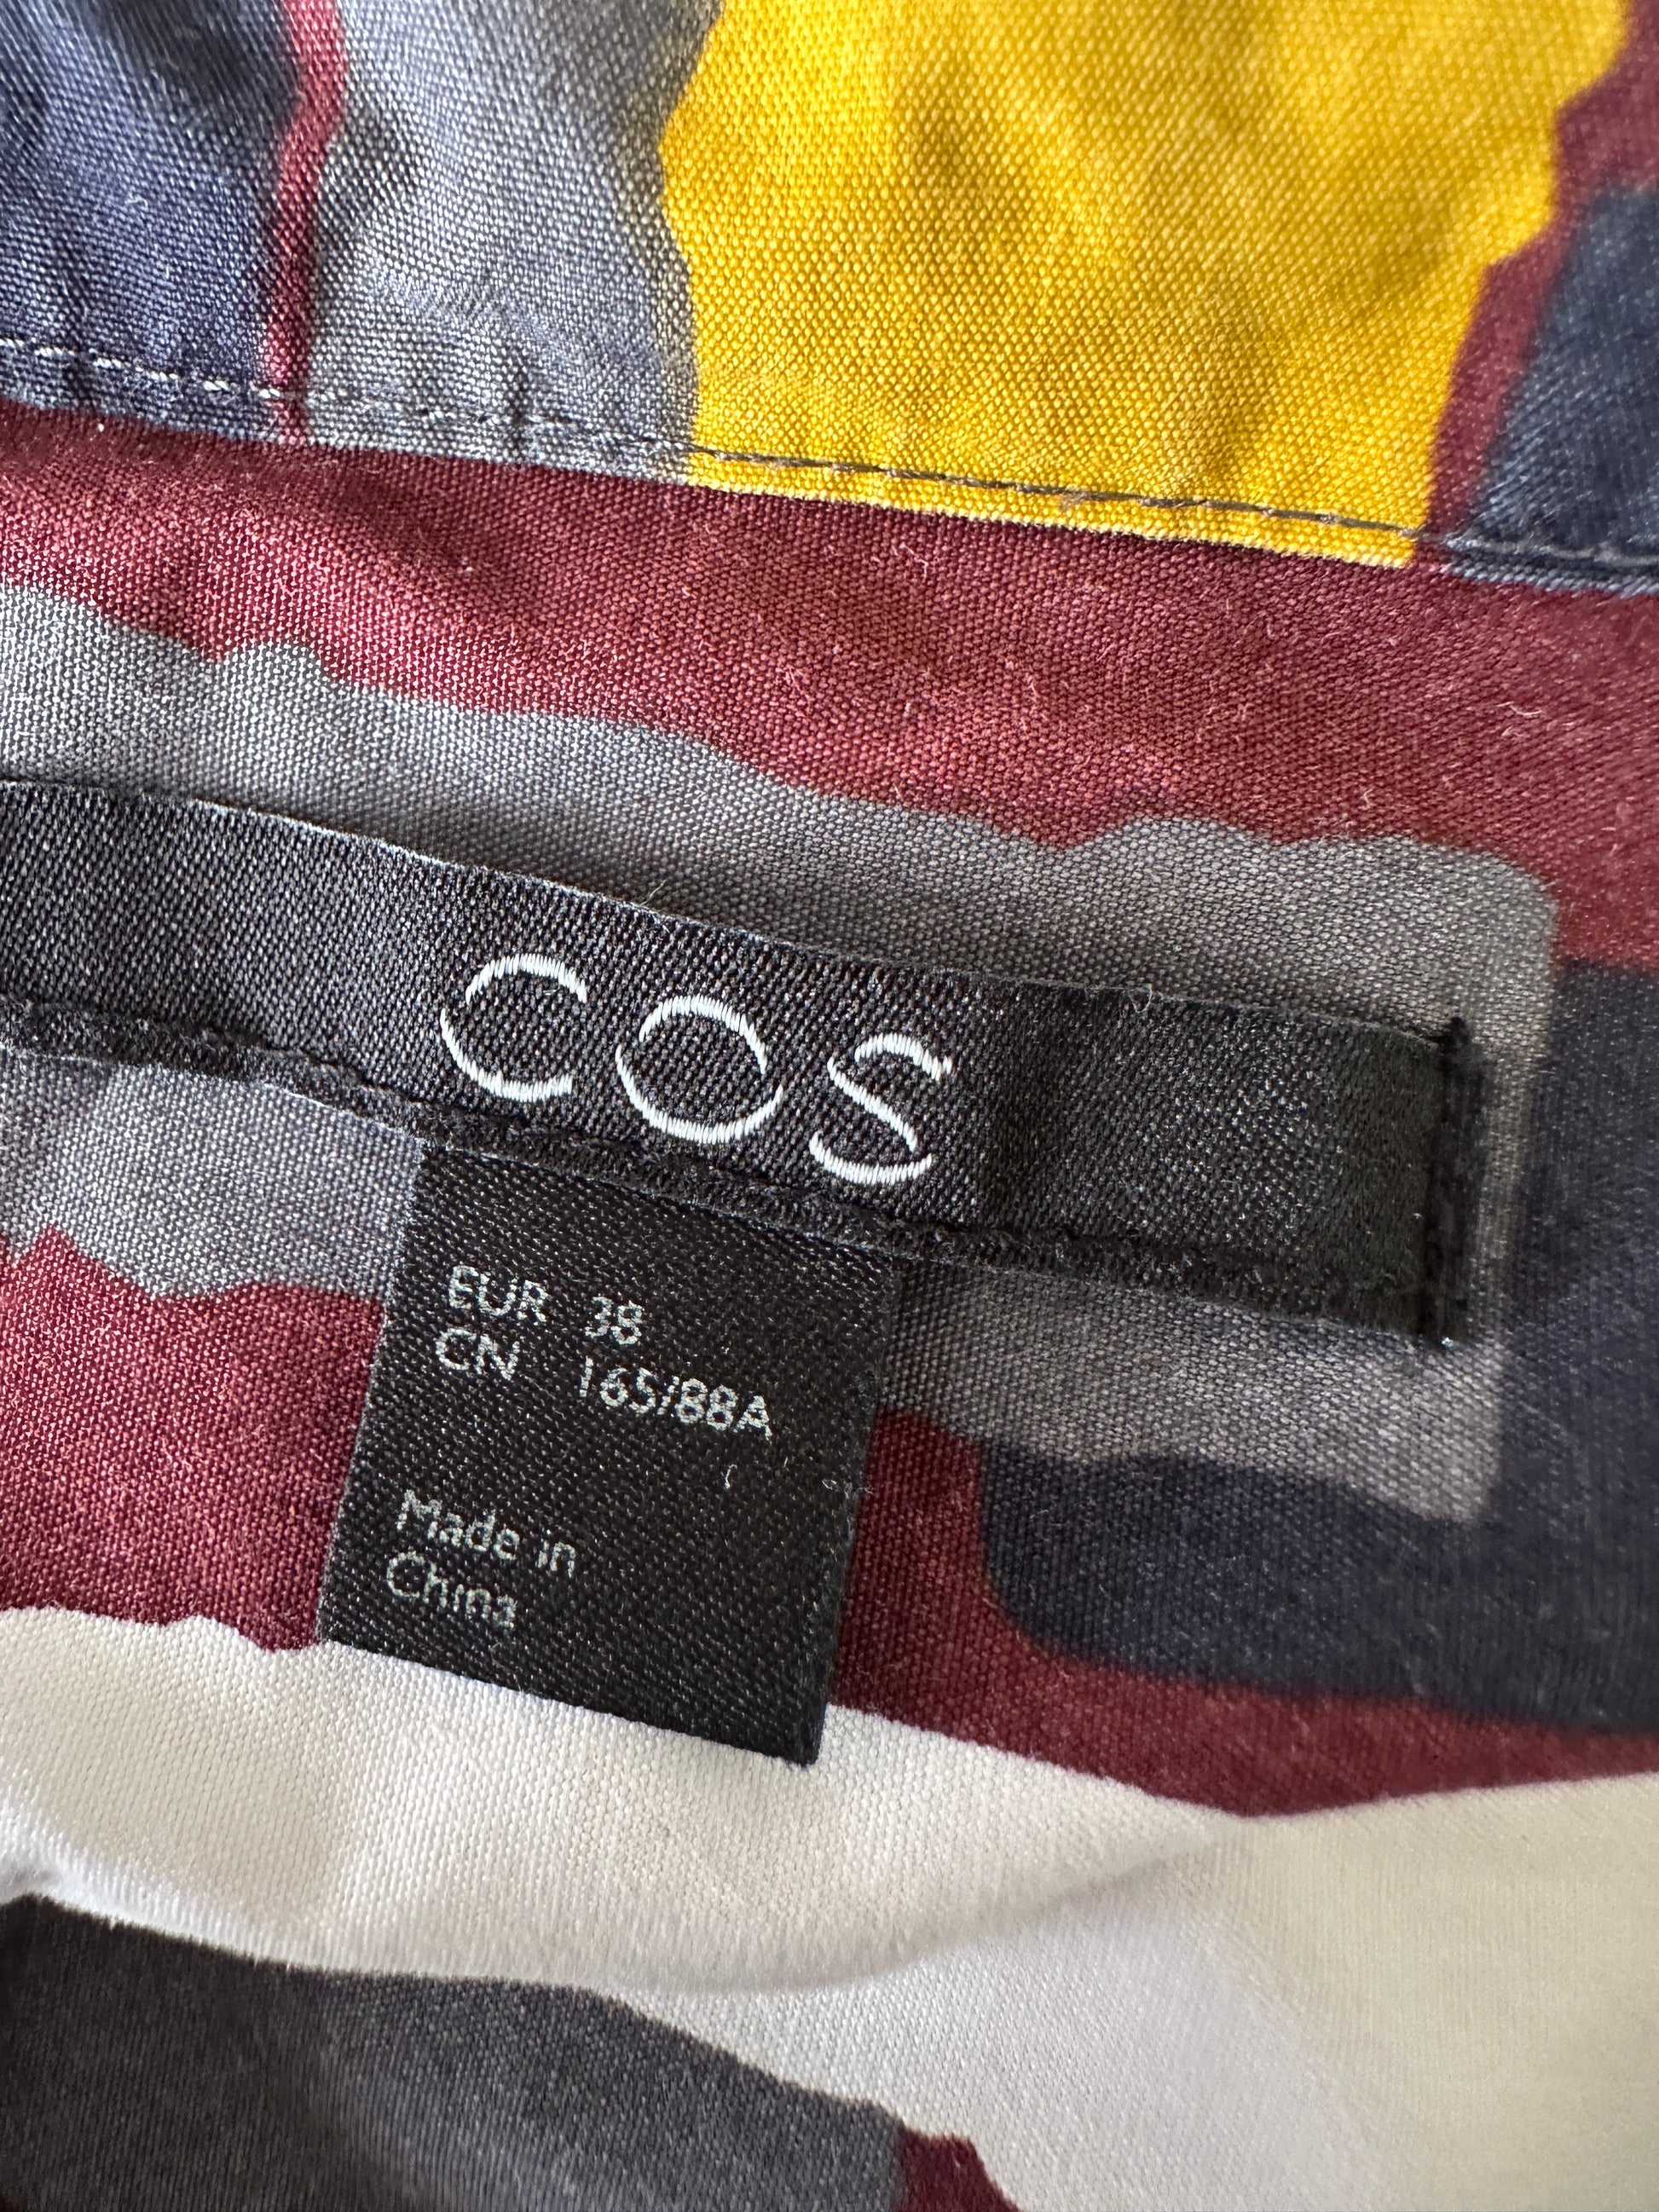 COS
EUR 38
CN 165/88A
Made in
China